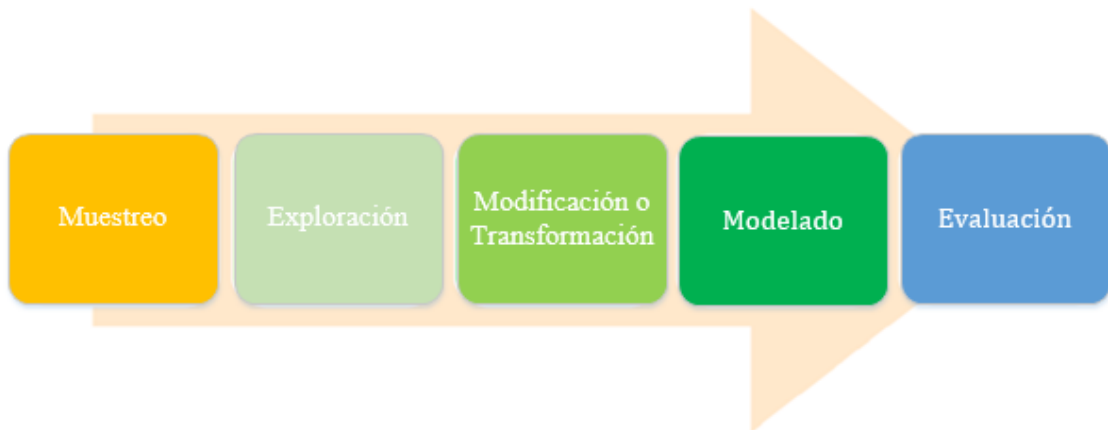 Muestreo
Exploración
Modificación o
Transformación
Modelado
Evaluación